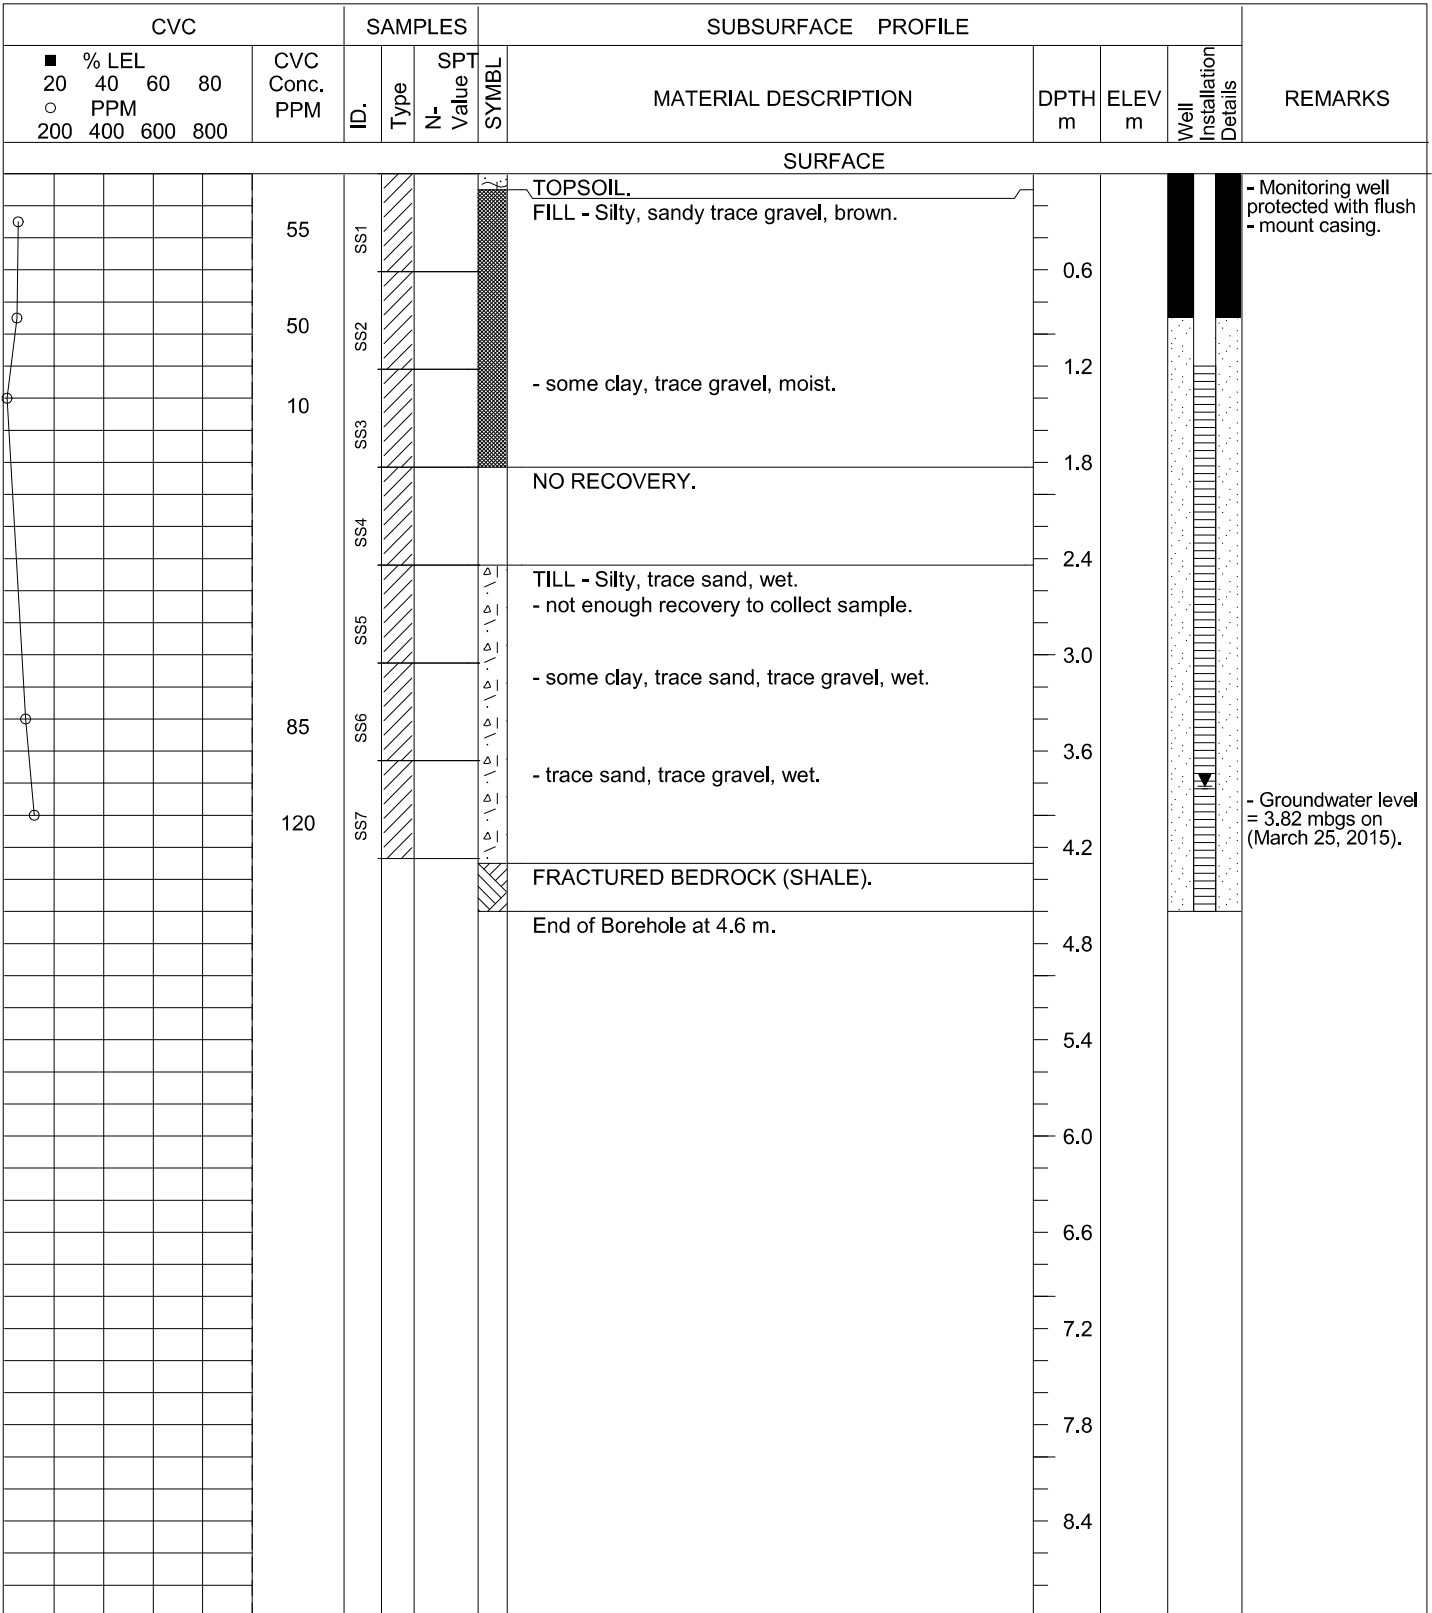 CVC
SAMPLES
SUBSURFACE PROFILE
■ % LEL
20 40 60 80
○ PPM
200 400 600 800
CVC
Conc.
PPM
ID.
Type
SPT
N-
Value
SYMBL
MATERIAL DESCRIPTION
DPTH
m
ELEV
m
Well
Installation
Details
REMARKS
SURFACE
TOPSOIL.
- Monitoring well
protected with flush
- mount casing.
FILL - Silty, sandy trace gravel, brown.
55
SS1
0.6
50
SS2
1.2
- some clay, trace gravel, moist.
10
SS3
1.8
NO RECOVERY.
SS4
2.4
TILL - Silty, trace sand, wet.
- not enough recovery to collect sample.
SS5
3.0
- some clay, trace sand, trace gravel, wet.
85
SS6
3.6
- trace sand, trace gravel, wet.
120
SS7
- Groundwater level
= 3.82 mbgs on
(March 25, 2015).
4.2
FRACTURED BEDROCK (SHALE).
End of Borehole at 4.6 m.
4.8
5.4
6.0
6.6
7.2
7.8
8.4